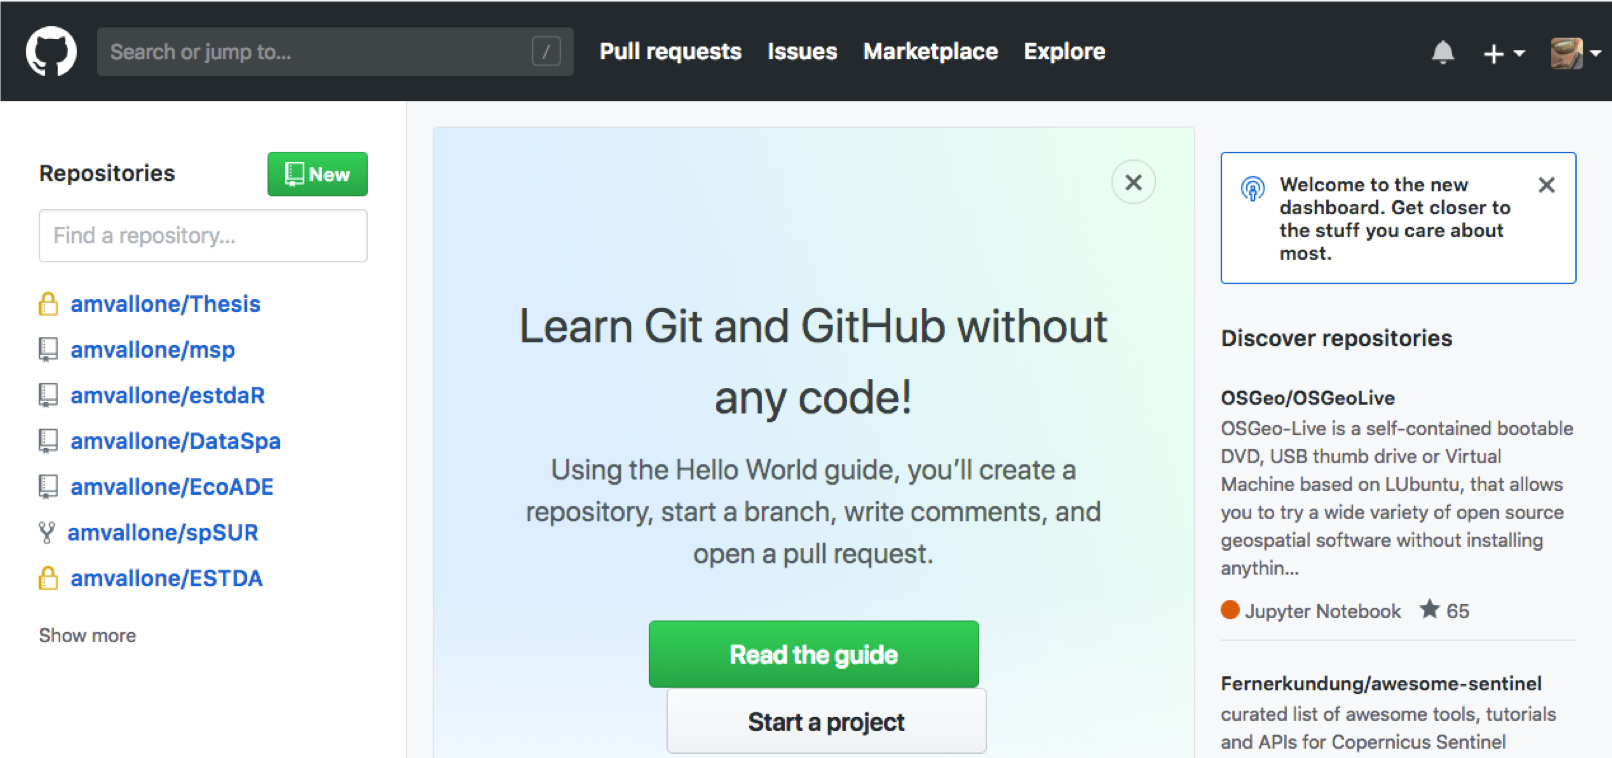 Search or jump to...
/
Pull requests
Issues
Marketplace
Explore
Repositories
New
Find a repository...
amvallone/Thesis
amvallone/msp
amvallone/estdaR
amvallone/DataSpa
amvallone/EcoADE
amvallone/spSUR
amvallone/ESTDA
Show more
Learn Git and GitHub without
any code!
Using the Hello World guide, you’ll create a
repository, start a branch, write comments, and
open a pull request.
Read the guide
Start a project
Welcome to the new
dashboard. Get closer to
the stuff you care about
most.
Discover repositories
OSGeo/OSGeoLive
OSGeo-Live is a self-contained bootable
DVD, USB thumb drive or Virtual
Machine based on LUbuntu, that allows
you to try a wide variety of open source
geospatial software without installing
anythin...
Jupyter Notebook 65
Fernerkundung/awesome-sentinel
curated list of awesome tools, tutorials
and APIs for Copernicus Sentinel